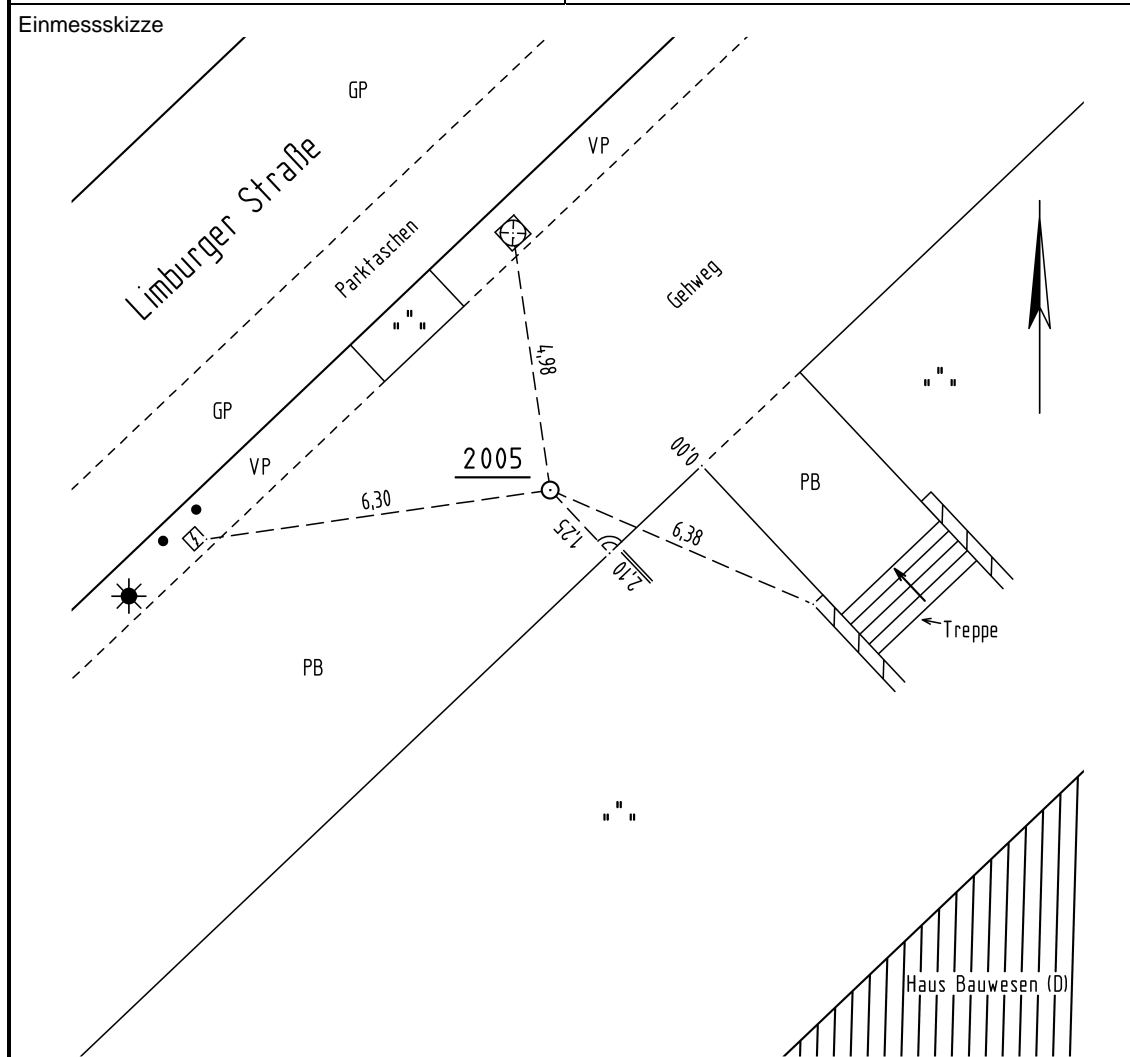 Einmessskizze
GP
VP
Limburger Straße
Parktaschen
Gehweg
4,98
GP
VP
2005
0,00
PB
6,30
1,25
6,38
2,10
Treppe
PB
Haus Bauwesen (D)